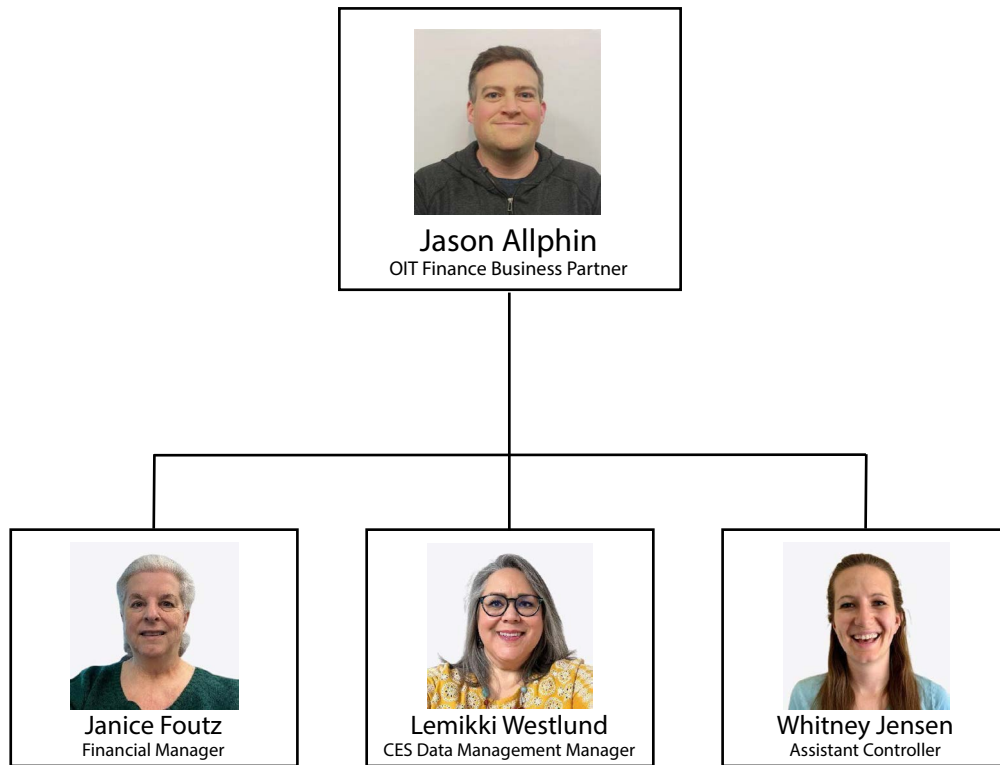 Jason Allphin
OIT Finance Business Partner
Janice Foutz
Financial Manager
Lemikki Westlund
CES Data Management Manager
Whitney Jensen
Assistant Controller